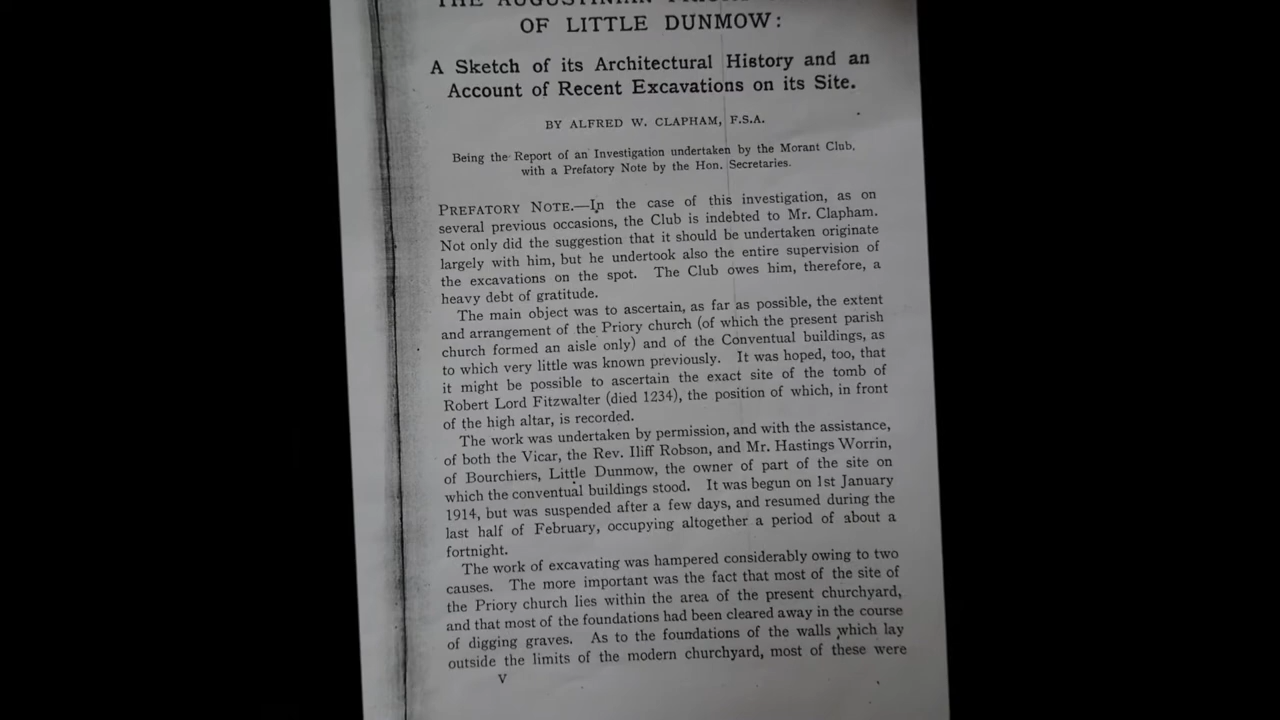 THE AUGUSTINIAN
OF LITTLE DUNMOW:
A Sketch of its Architectural History and an
Account of Recent Excavations on its Site.
BY ALFRED W. CLAPHAM, F.S.A.
Being the Report of an Investigation undertaken by the Morant Club,
with a Prefatory Note by the Hon. Secretaries.
PREFATORY NOTE.—In the case of this investigation, as on
several previous occasions, the Club is indebted to Mr. Clapham.
Not only did the suggestion that it should be undertaken originate
largely with him, but he undertook also the entire supervision of
the excavations on the spot. The Club owes him, therefore, a
heavy debt of gratitude.
The main object was to ascertain, as far as possible, the extent
and arrangement of the Priory church (of which the present parish
church formed an aisle only) and of the Conventual buildings, as
to which very little was known previously. It was hoped, too, that
it might be possible to ascertain the exact site of the tomb of
Robert Lord Fitzwalter (died 1234), the position of which, in front
of the high altar, is recorded.
The work was undertaken by permission, and with the assistance,
of both the Vicar, the Rev. Iliff Robson, and Mr. Hastings Worrin,
of Bourchiers, Little Dunmow, the owner of part of the site on
which the conventual buildings stood. It was begun on 1st January
1914, but was suspended after a few days, and resumed during the
last half of February, occupying altogether a period of about a
fortnight.
The work of excavating was hampered considerably owing to two
causes. The more important was the fact that most of the site of
the Priory church lies within the area of the present churchyard,
and that most of the foundations had been cleared away in the course
of digging graves. As to the foundations of the walls which lay
outside the limits of the modern churchyard, most of these were
V